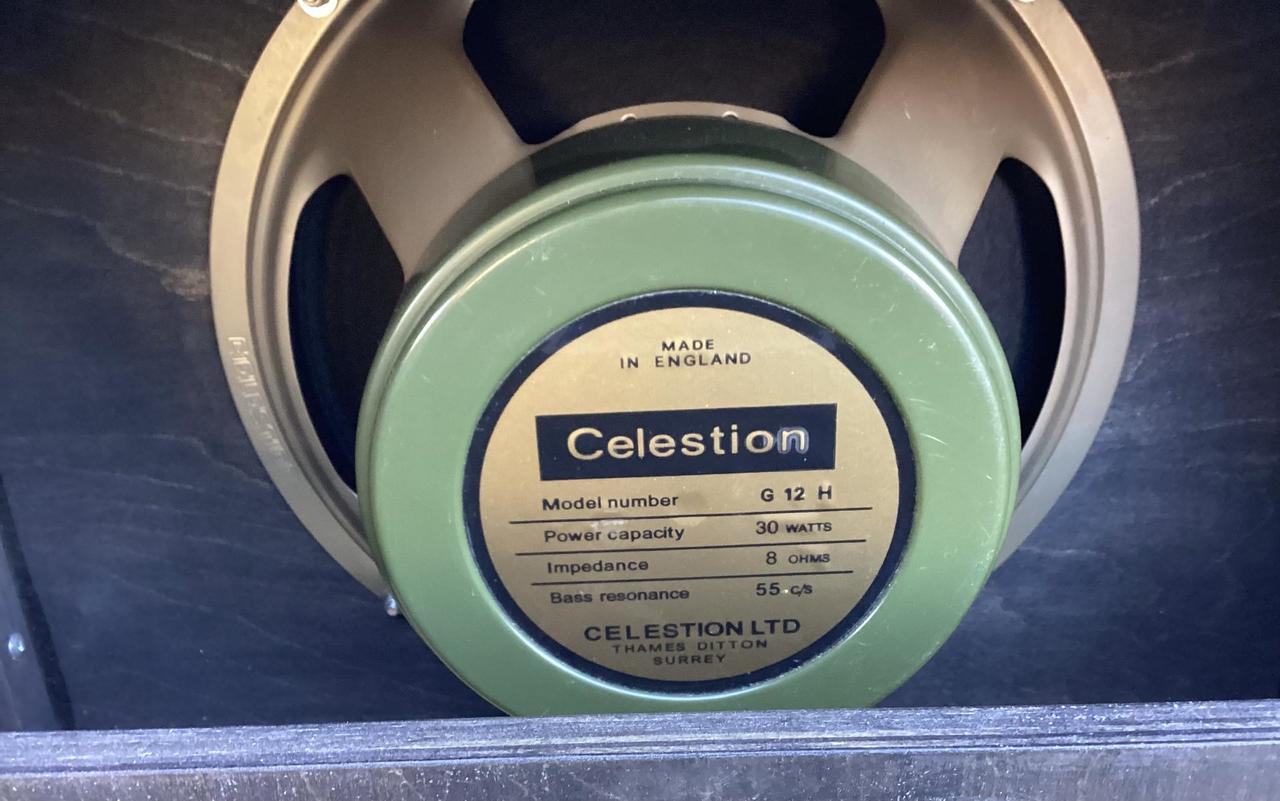 MADE
IN ENGLAND
Celestion
Model number G 12 H
Power capacity 30 WATTS
Impedance 8 OHMS
Bass resonance 55 c/s
CELESTION LTD
THAMES DITTON
SURREY